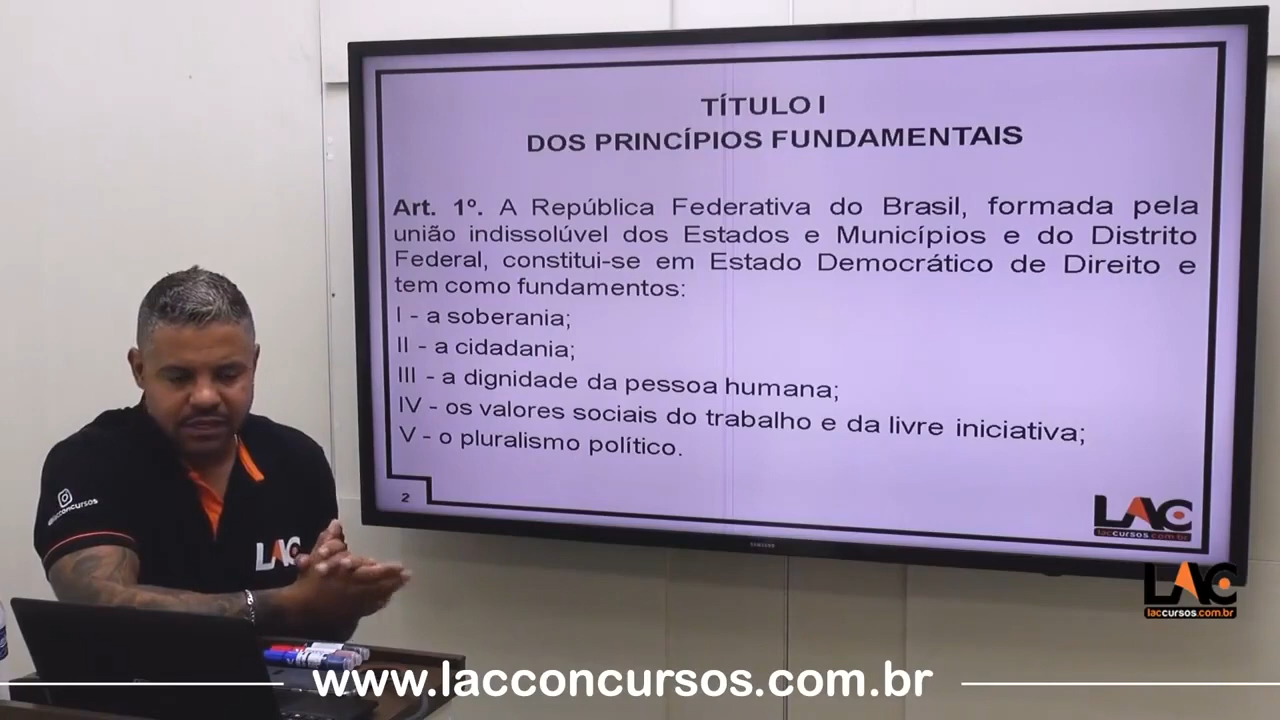 TÍTULO I
DOS PRINCÍPIOS FUNDAMENTAIS
Art. 1º. A República Federativa do Brasil, formada pela
união indissolúvel dos Estados e Municípios e do Distrito
Federal, constitui-se em Estado Democrático de Direito e
tem como fundamentos:
I - a soberania;
II - a cidadania;
III - a dignidade da pessoa humana;
IV - os valores sociais do trabalho e da livre iniciativa;
V - o pluralismo político.
2
LAC
laccursos.com.br
SAMSUNG
@lacconcursos
LAC
LAC
laccursos.com.br
www.lacconcursos.com.br